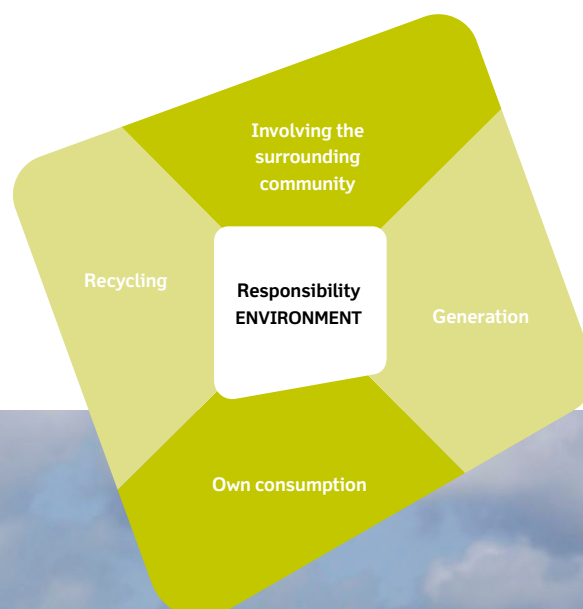 Involving the
surrounding
community
Recycling
Responsibility
ENVIRONMENT
Generation
Own consumption